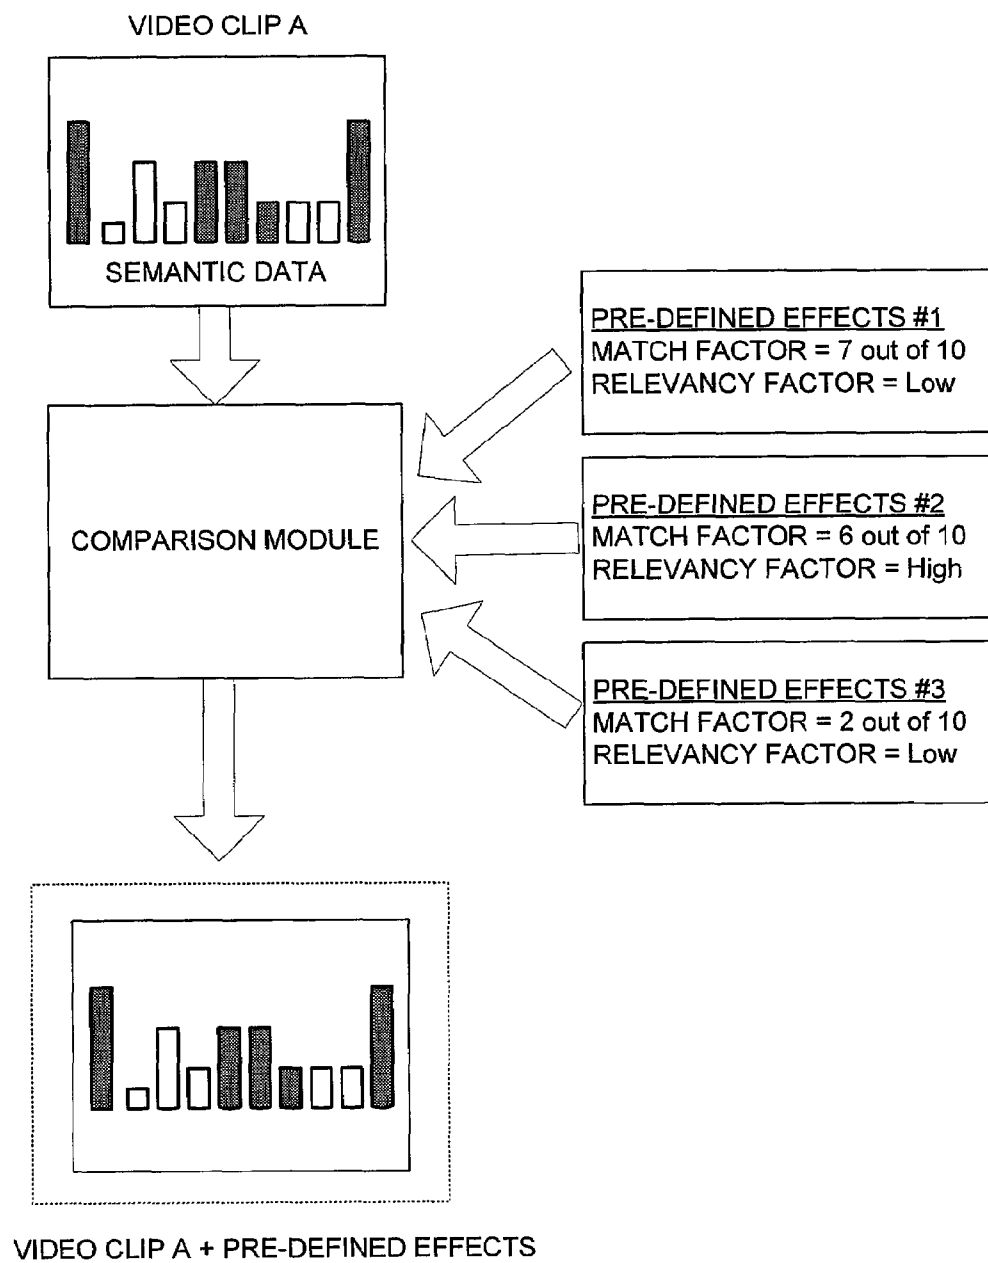 VIDEO CLIP A
SEMANTIC DATA
PRE-DEFINED EFFECTS #1
MATCH FACTOR = 7 out of 10
RELEVANCY FACTOR = Low
COMPARISON MODULE
PRE-DEFINED EFFECTS #2
MATCH FACTOR = 6 out of 10
RELEVANCY FACTOR = High
PRE-DEFINED EFFECTS #3
MATCH FACTOR = 2 out of 10
RELEVANCY FACTOR = Low
VIDEO CLIP A + PRE-DEFINED EFFECTS